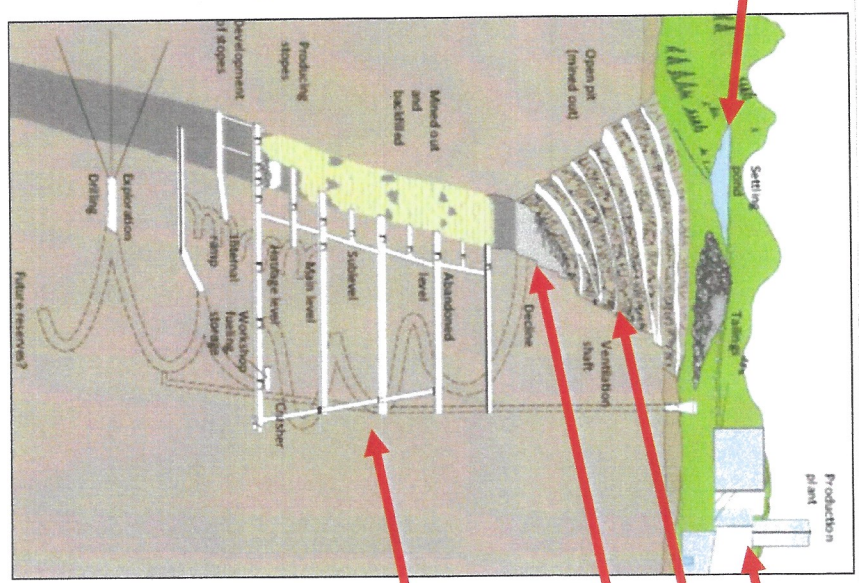 Production
plant
Settling
pond
Tailings
Open pit
(mined out)
Ventilation
shaft
Decline
Mined out
and
backfilled
Abandoned
level
Sublevel
Main level
Haulage level
Producing
stopes
Development
of stopes
Internal
ramp
Workshop
fueling,
storage
Crusher
Exploration
Drilling
Future reserves?